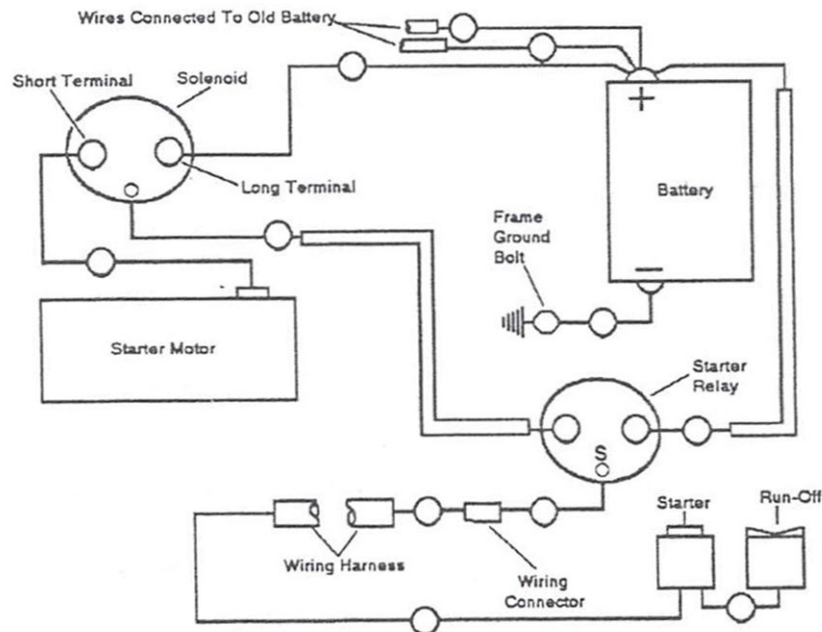 Wires Connected To Old Battery
Short Terminal
Solenoid
Long Terminal
+
Battery
Frame
Ground
Bolt
−
Starter Motor
Starter
Relay
S
Starter
Run-Off
Wiring Harness
Wiring
Connector